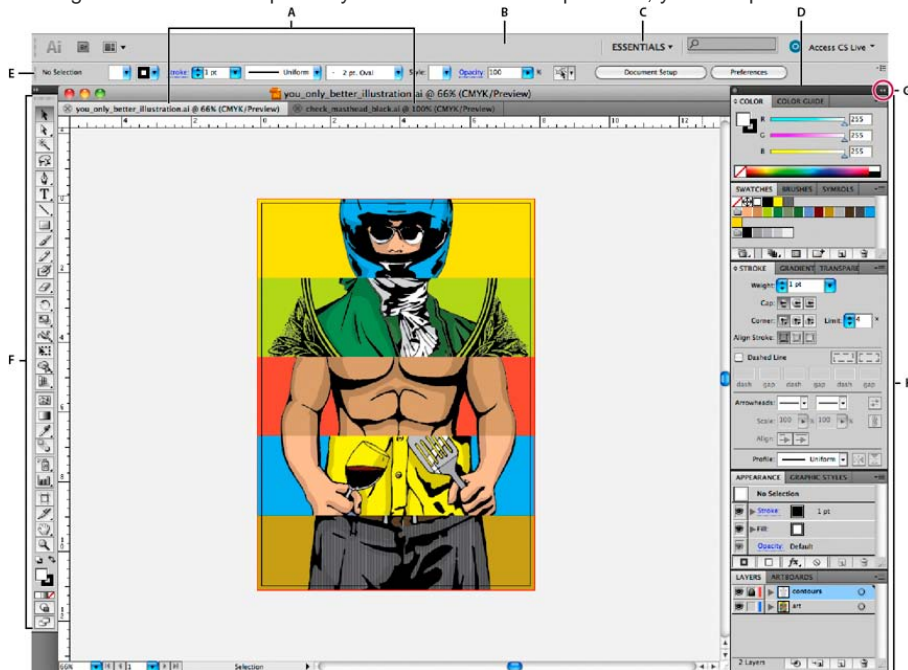 A B C D
Ai Br ESSENTIALS Access CS Live
E No Selection Stroke: 1 pt Uniform 2 pt. Oval Style: Opacity: 100 % Document Setup Preferences
you_only_better_illustration.ai @ 66% (CMYK/Preview)
you_only_better_illustration.ai @ 66% (CMYK/Preview) check_masthead_black.ai @ 100% (CMYK/Preview)
G
COLOR COLOR GUIDE
R 255
G 255
B 255
SWATCHES BRUSHES SYMBOLS
STROKE GRADIENT TRANSPARE
Weight: 1 pt
Cap:
Corner: Limit: 4 x
Align Stroke:
Dashed Line
dash gap dash gap dash gap
Arrowheads:
Scale: 100 % 100 %
Align:
Profile: Uniform
F
APPEARANCE GRAPHIC STYLES
No Selection
Stroke: 1 pt
Fill:
Opacity: Default
LAYERS ARTBOARDS
contours
art
2 Layers
66% 1 Selection